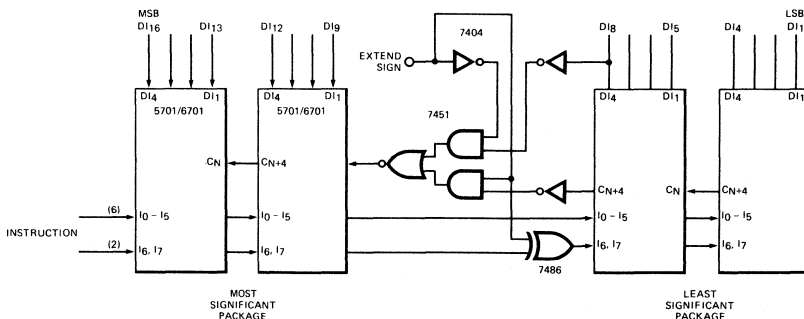 MSB
DI16 DI13 DI12 DI9
7404
DI8 DI5 DI4
LSB
DI1
EXTEND
SIGN
DI4 DI1 DI4 DI1 DI4 DI1 DI4 DI1
5701/6701 5701/6701
7451
CN CN+4 CN+4 CN CN+4
(6)
I0 - I5 I0 - I5 I0 - I5 I0 - I5
INSTRUCTION
(2)
I6, I7 I6, I7 I6, I7 I6, I7
7486
MOST
SIGNIFICANT
PACKAGE
LEAST
SIGNIFICANT
PACKAGE